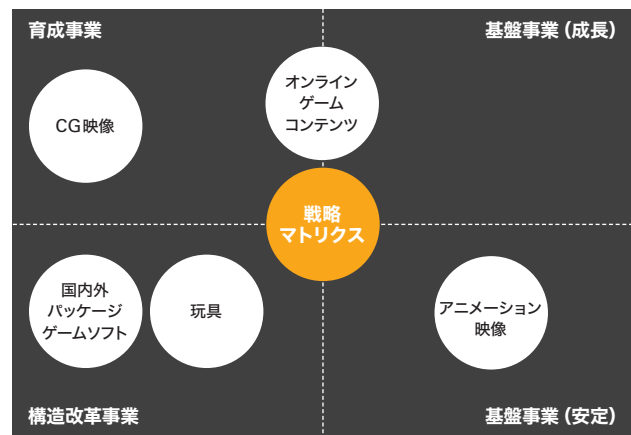 育成事業
基盤事業（成長）
オンライン
ゲーム
コンテンツ
CG映像
戦略
マトリクス
国内外
パッケージ
ゲームソフト
玩具
アニメーション
映像
構造改革事業
基盤事業（安定）